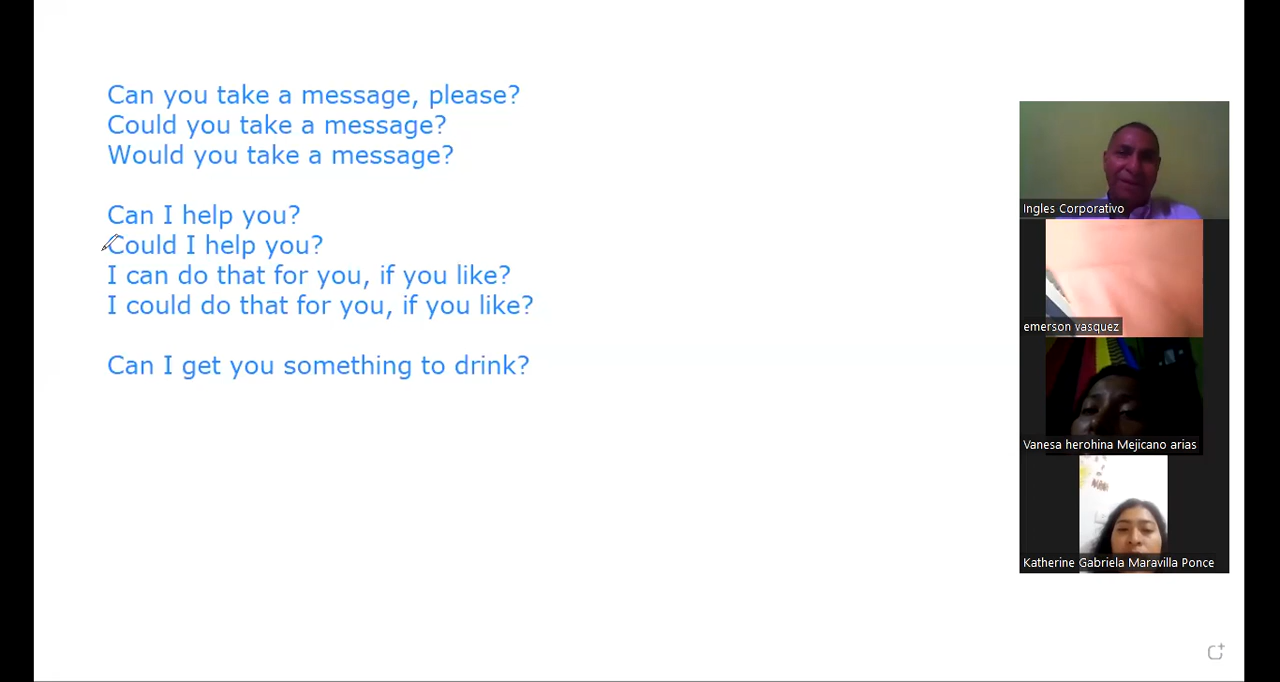 Can you take a message, please?
Could you take a message?
Would you take a message?
Can I help you?
Could I help you?
I can do that for you, if you like?
I could do that for you, if you like?
Can I get you something to drink?
Ingles Corporativo
emerson vasquez
Vanesa herohina Mejicano arias
Katherine Gabriela Maravilla Ponce